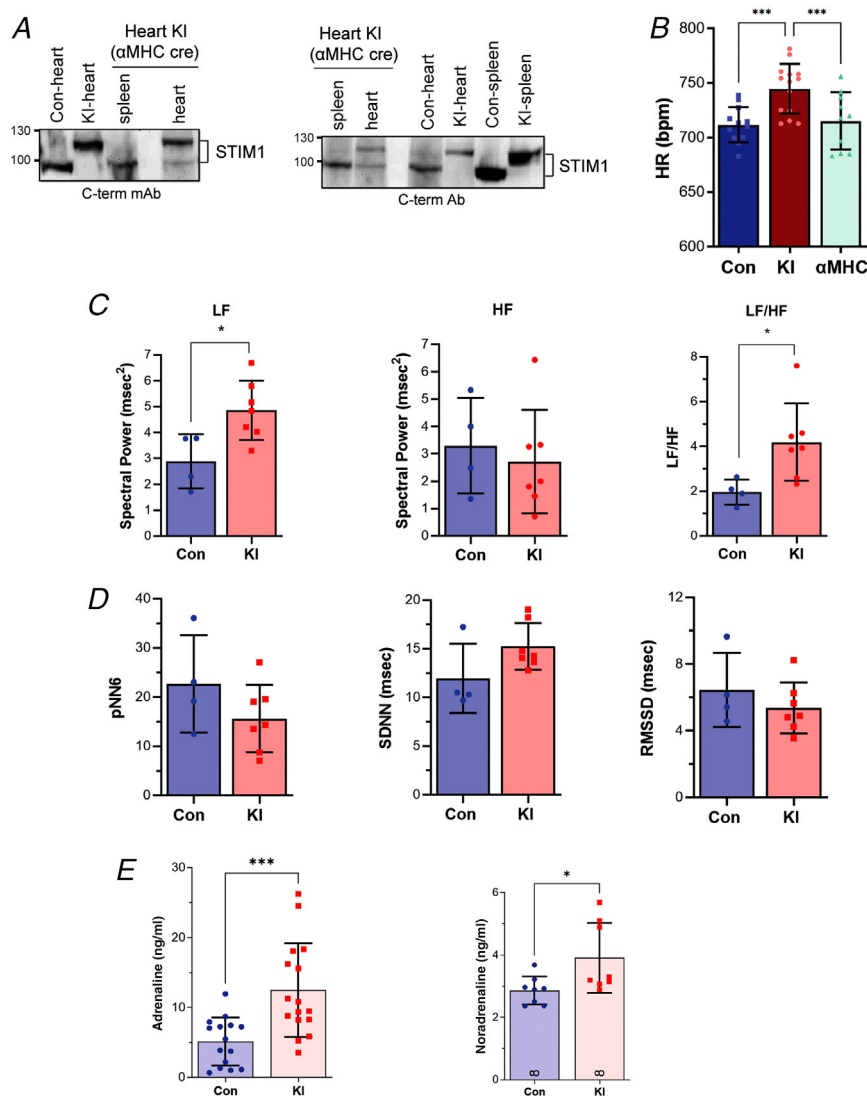 A
Heart KI
(αMHC cre)
Con-heart
KI-heart
spleen
heart
130
100
STIM1
C-term mAb
Heart KI
(αMHC cre)
spleen
heart
Con-heart
KI-heart
Con-spleen
KI-spleen
130
100
STIM1
C-term Ab
B
***
***
HR (bpm)
800
750
700
650
600
Con
KI
αMHC
C
LF
*
Spectral Power (msec²)
7
6
5
4
3
2
1
0
Con
KI
HF
Spectral Power (msec²)
7
6
5
4
3
2
1
0
Con
KI
LF/HF
*
LF/HF
8
6
4
2
0
Con
KI
D
pNN6
40
30
20
10
0
Con
KI
SDNN (msec)
20
15
10
5
0
Con
KI
RMSSD (msec)
12
9
6
3
0
Con
KI
E
***
Adrenaline (ng/ml)
30
20
10
0
Con
KI
*
Noradrenaline (ng/ml)
6
4
2
0
8
8
Con
KI